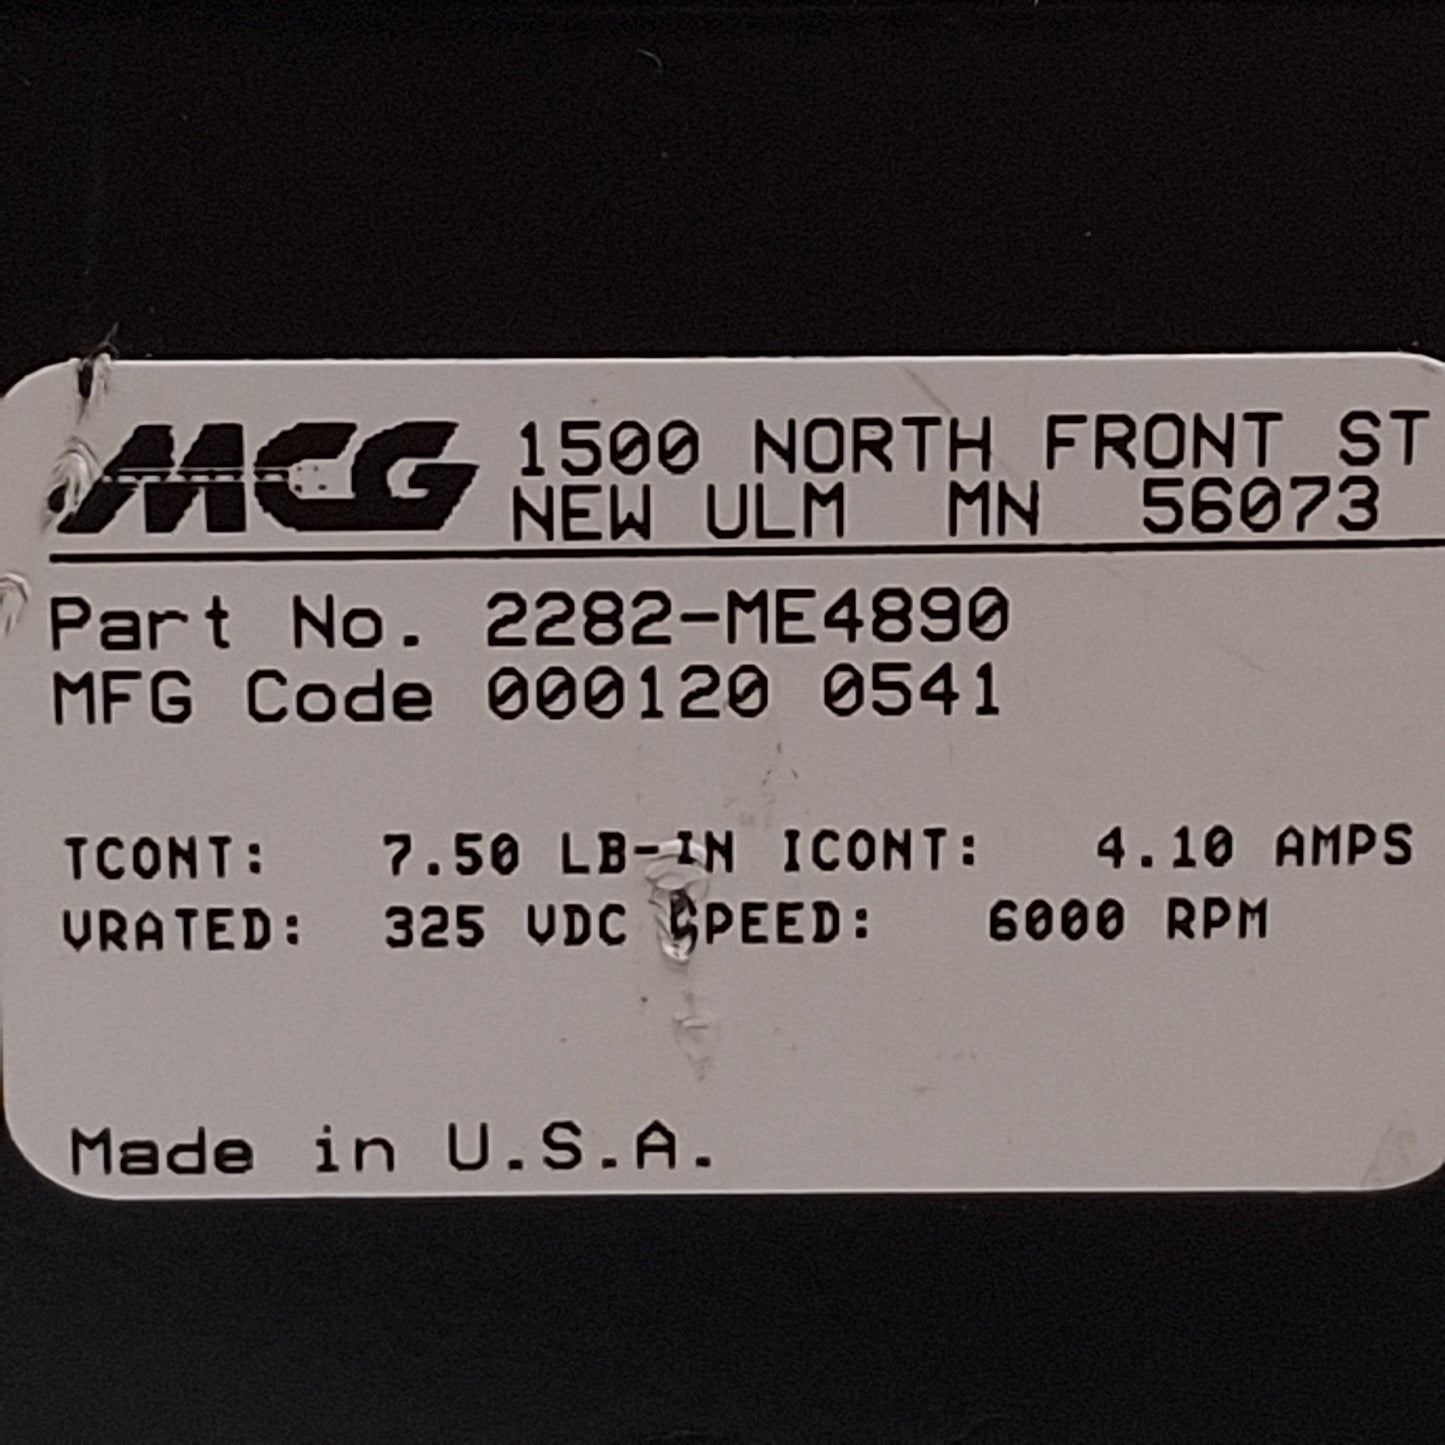 MCG 1500 NORTH FRONT ST
NEW ULM MN 56073
Part No. 2282-ME4890
MFG Code 000120 0541
TCONT: 7.50 LB-IN ICONT: 4.10 AMPS
VRATED: 325 VDC SPEED: 6000 RPM
Made in U.S.A.